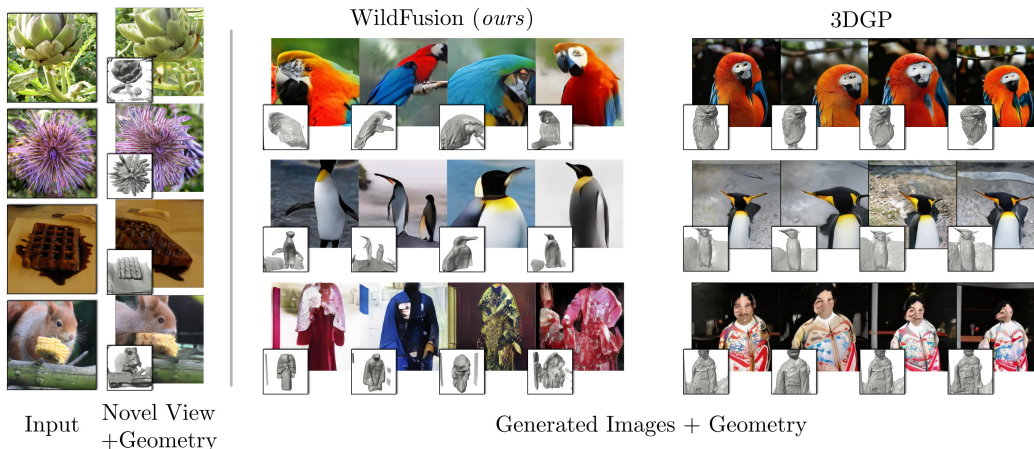 WildFusion (ours)
3DGP
Input
Novel View
+Geometry
Generated Images + Geometry